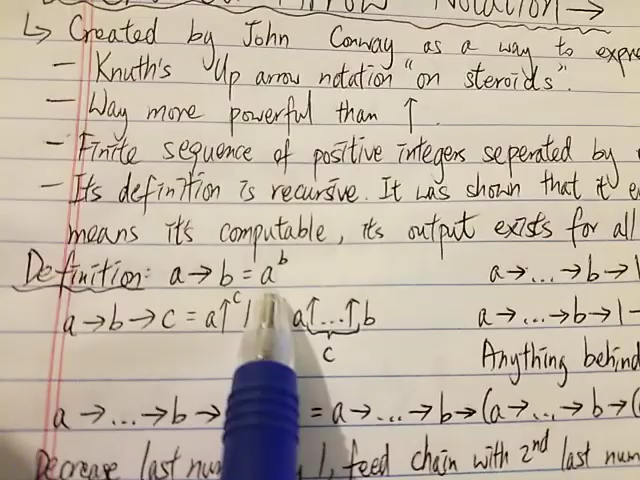 Notation →
↳ Created by John Conway as a way to expre
- Knuth's Up arrow notation "on steroids".
- Way more powerful than ↑.
- Finite sequence of positive integers seperated by
- Its definition is recursive. It was shown that it e
means it's computable, its output exists for all
Definition: a→b = a^b a→...→b→1
a→b→c = a↑^c a↑...↑b a→...→b→1→
c Anything behind
a→...→b→ = a→...→b→(a→...→b→(
Decrease last num 1, feed chain with 2nd last num